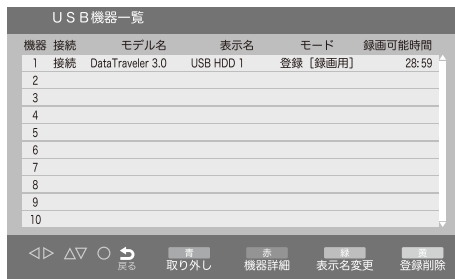 USB機器一覧
機器 接続 モデル名 表示名 モード 録画可能時間
1 接続 DataTraveler 3.0 USB HDD 1 登録［録画用］ 28:59
2
3
4
5
6
7
8
9
10
戻る 青 取り外し 赤 機器詳細 緑 表示名変更 黄 登録削除